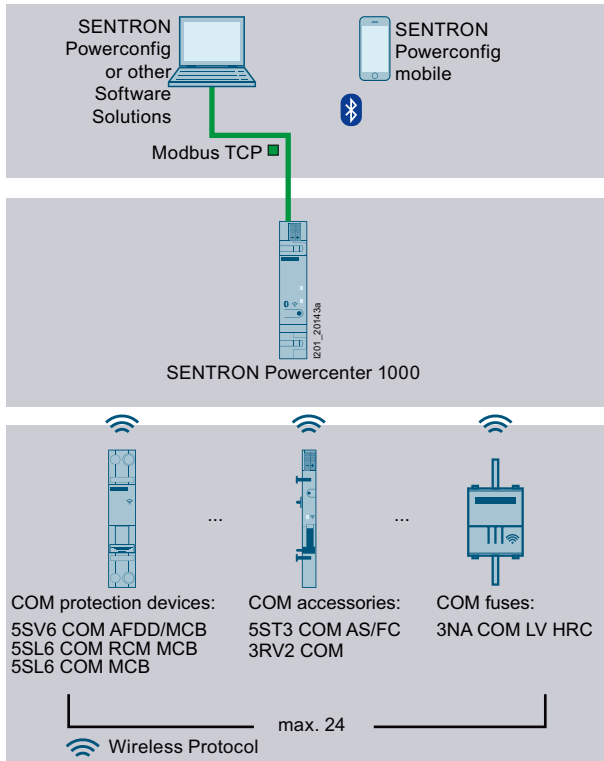 SENTRON
Powerconfig
or other
Software
Solutions
SENTRON
Powerconfig
mobile
Modbus TCP
I201_20143a
SENTRON Powercenter 1000
...
...
COM protection devices:
5SV6 COM AFDD/MCB
5SL6 COM RCM MCB
5SL6 COM MCB
COM accessories:
5ST3 COM AS/FC
3RV2 COM
COM fuses:
3NA COM LV HRC
max. 24
Wireless Protocol